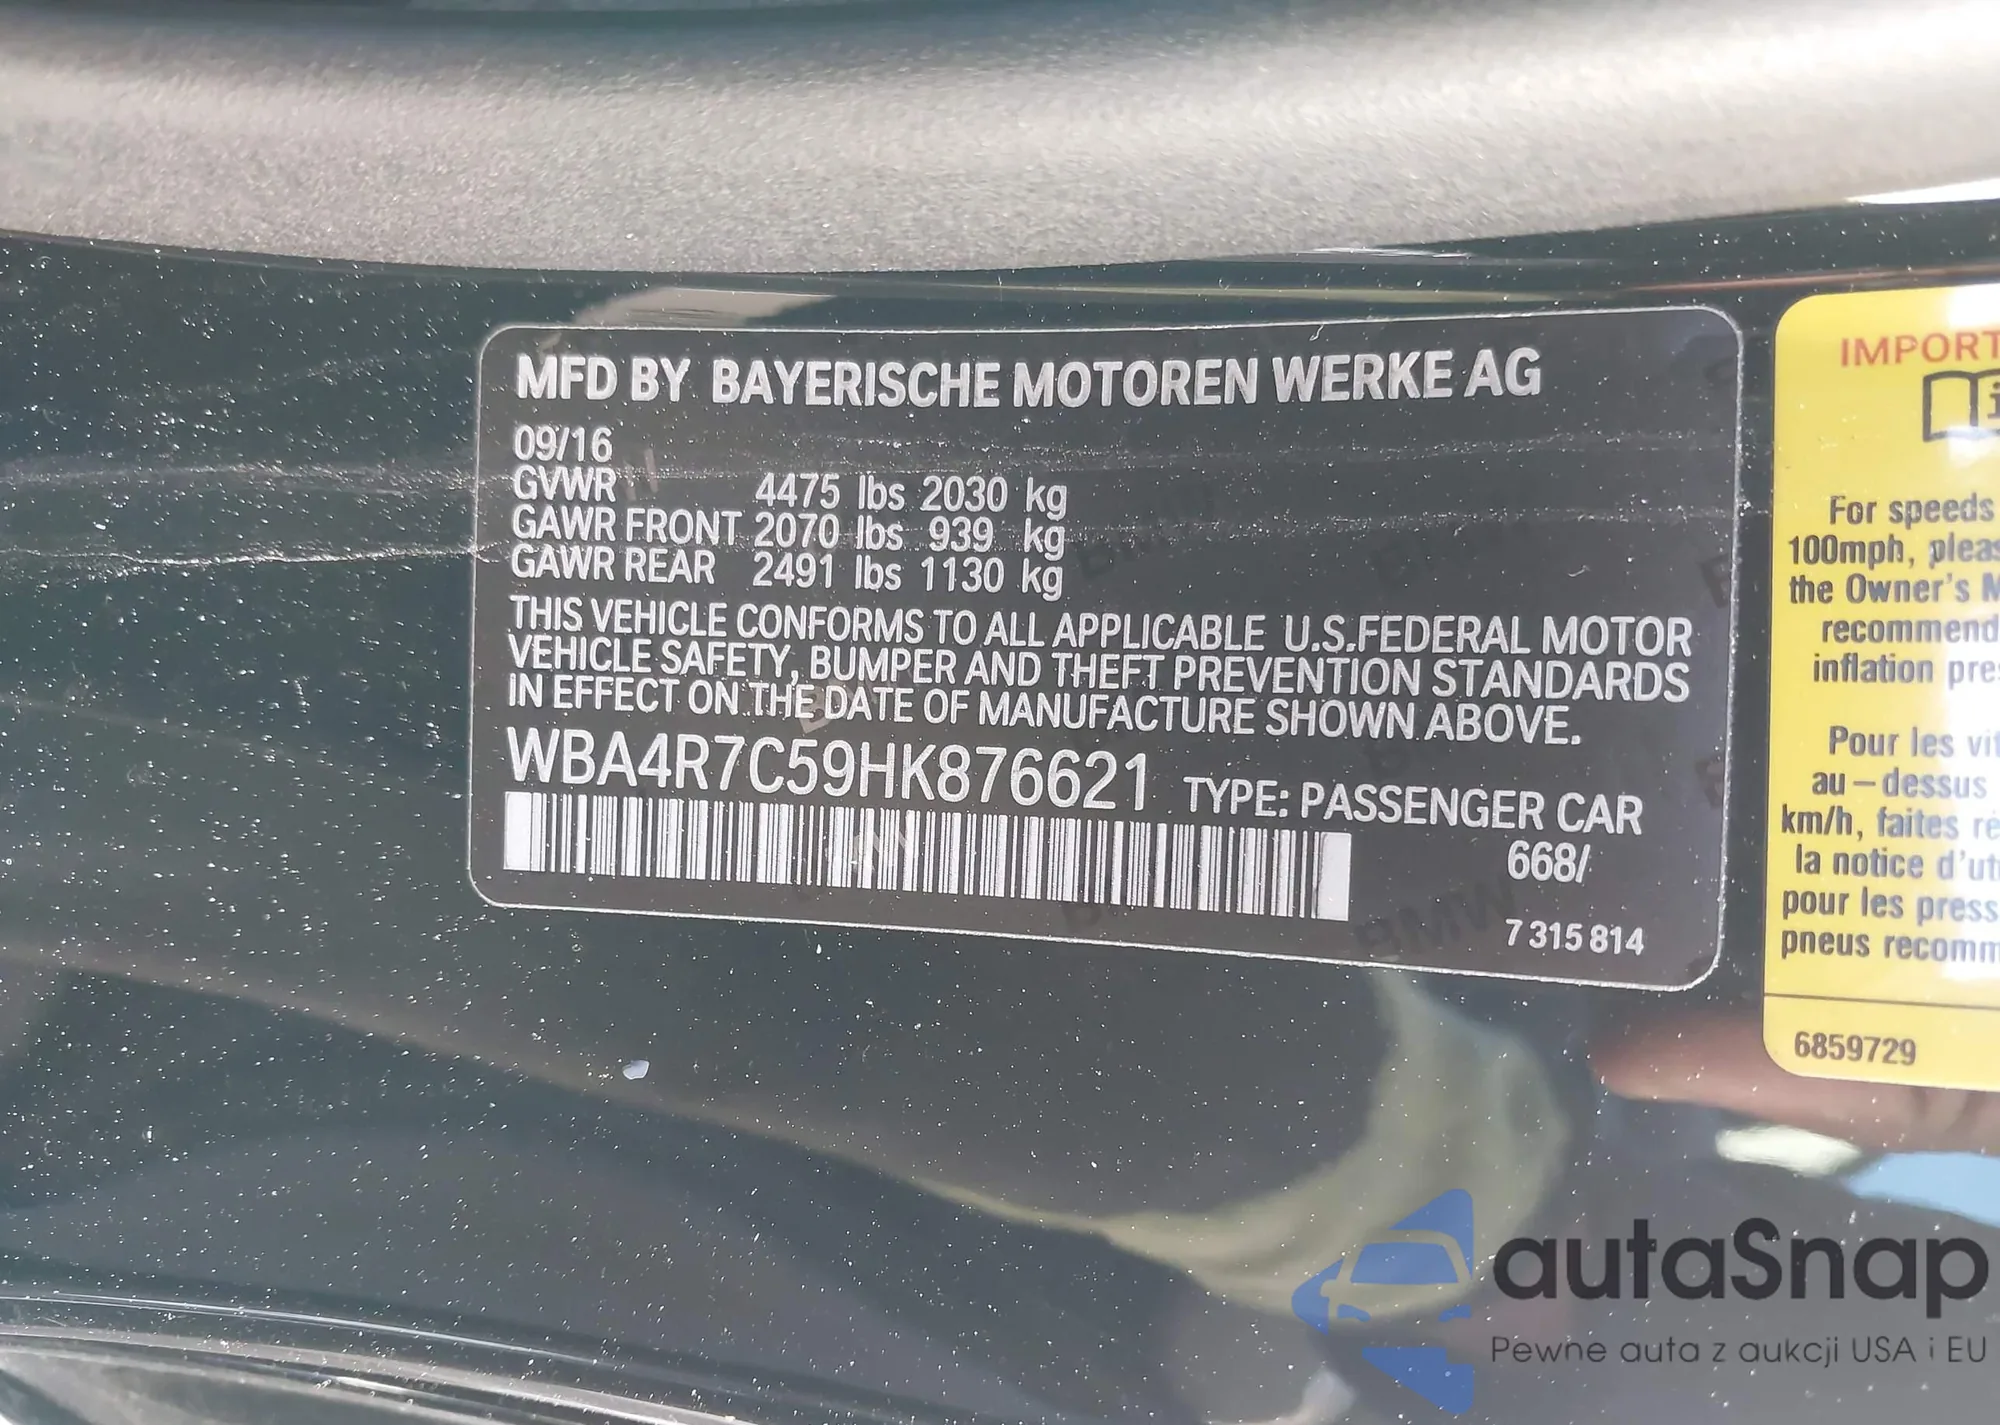 MFD BY BAYERISCHE MOTOREN WERKE AG
09/16
GVWR 4475 lbs 2030 kg
GAWR FRONT 2070 lbs 939 kg
GAWR REAR 2491 lbs 1130 kg
THIS VEHICLE CONFORMS TO ALL APPLICABLE U.S.FEDERAL MOTOR
VEHICLE SAFETY, BUMPER AND THEFT PREVENTION STANDARDS
IN EFFECT ON THE DATE OF MANUFACTURE SHOWN ABOVE.
WBA4R7C59HK876621 TYPE: PASSENGER CAR
668/
7 315 814
IMPORT
For speeds
100mph, pleas
the Owner's M
recommend
inflation pres
Pour les vit
au-dessus
km/h, faites ré
la notice d'ut
pour les press
pneus recomm
6859729
autaSnap
Pewne auta z aukcji USA i EU